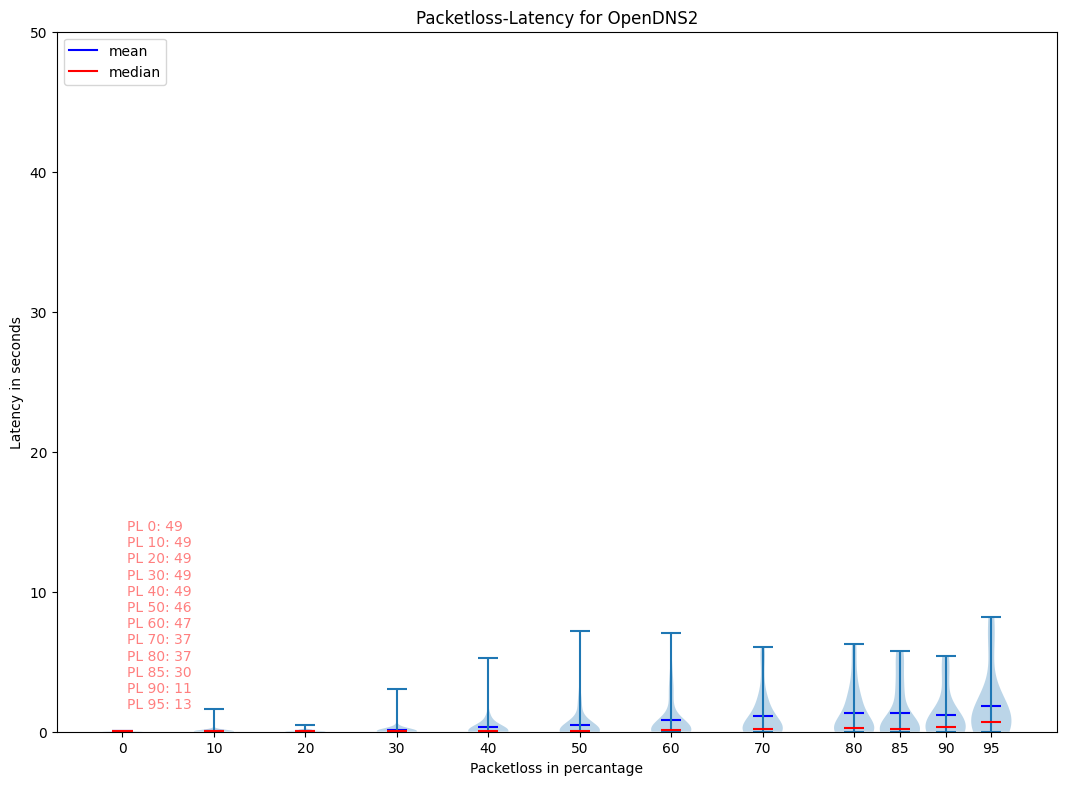 Packetloss-Latency for OpenDNS2
mean
median
50
40
30
20
10
0
Latency in seconds
PL 0: 49
PL 10: 49
PL 20: 49
PL 30: 49
PL 40: 49
PL 50: 46
PL 60: 47
PL 70: 37
PL 80: 37
PL 85: 30
PL 90: 11
PL 95: 13
0 10 20 30 40 50 60 70 80 85 90 95
Packetloss in percantage